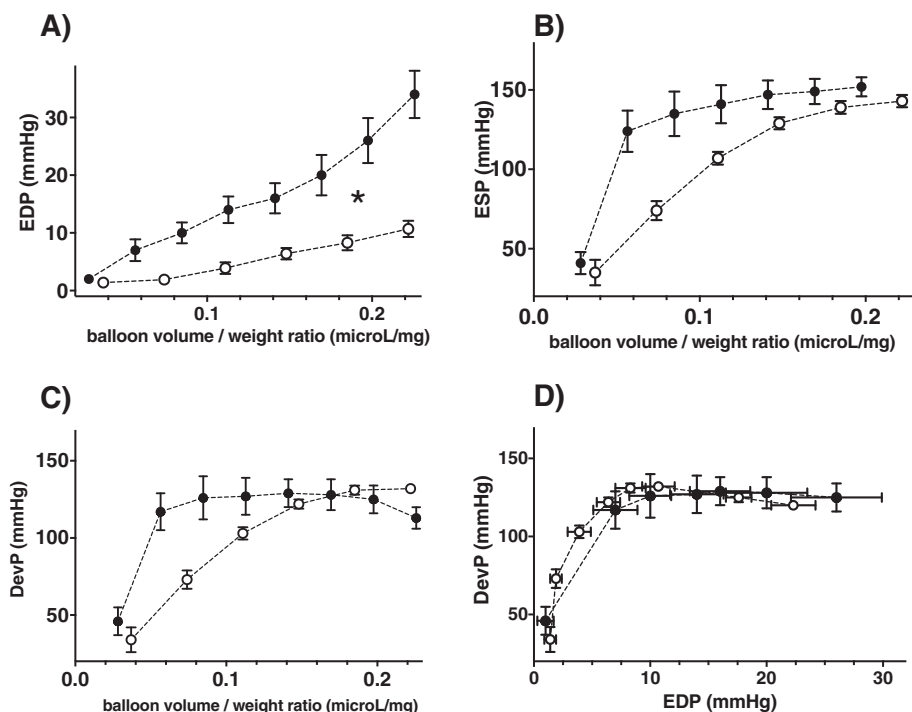 A)
EDP (mmHg)
30
20
10
0
0.1
0.2
balloon volume / weight ratio (microL/mg)
*
B)
ESP (mmHg)
150
100
50
0.0
0.1
0.2
balloon volume / weight ratio (microL/mg)
C)
DevP (mmHg)
150
100
50
0.0
0.1
0.2
balloon volume / weight ratio (microL/mg)
D)
DevP (mmHg)
150
100
50
0
10
20
30
EDP (mmHg)